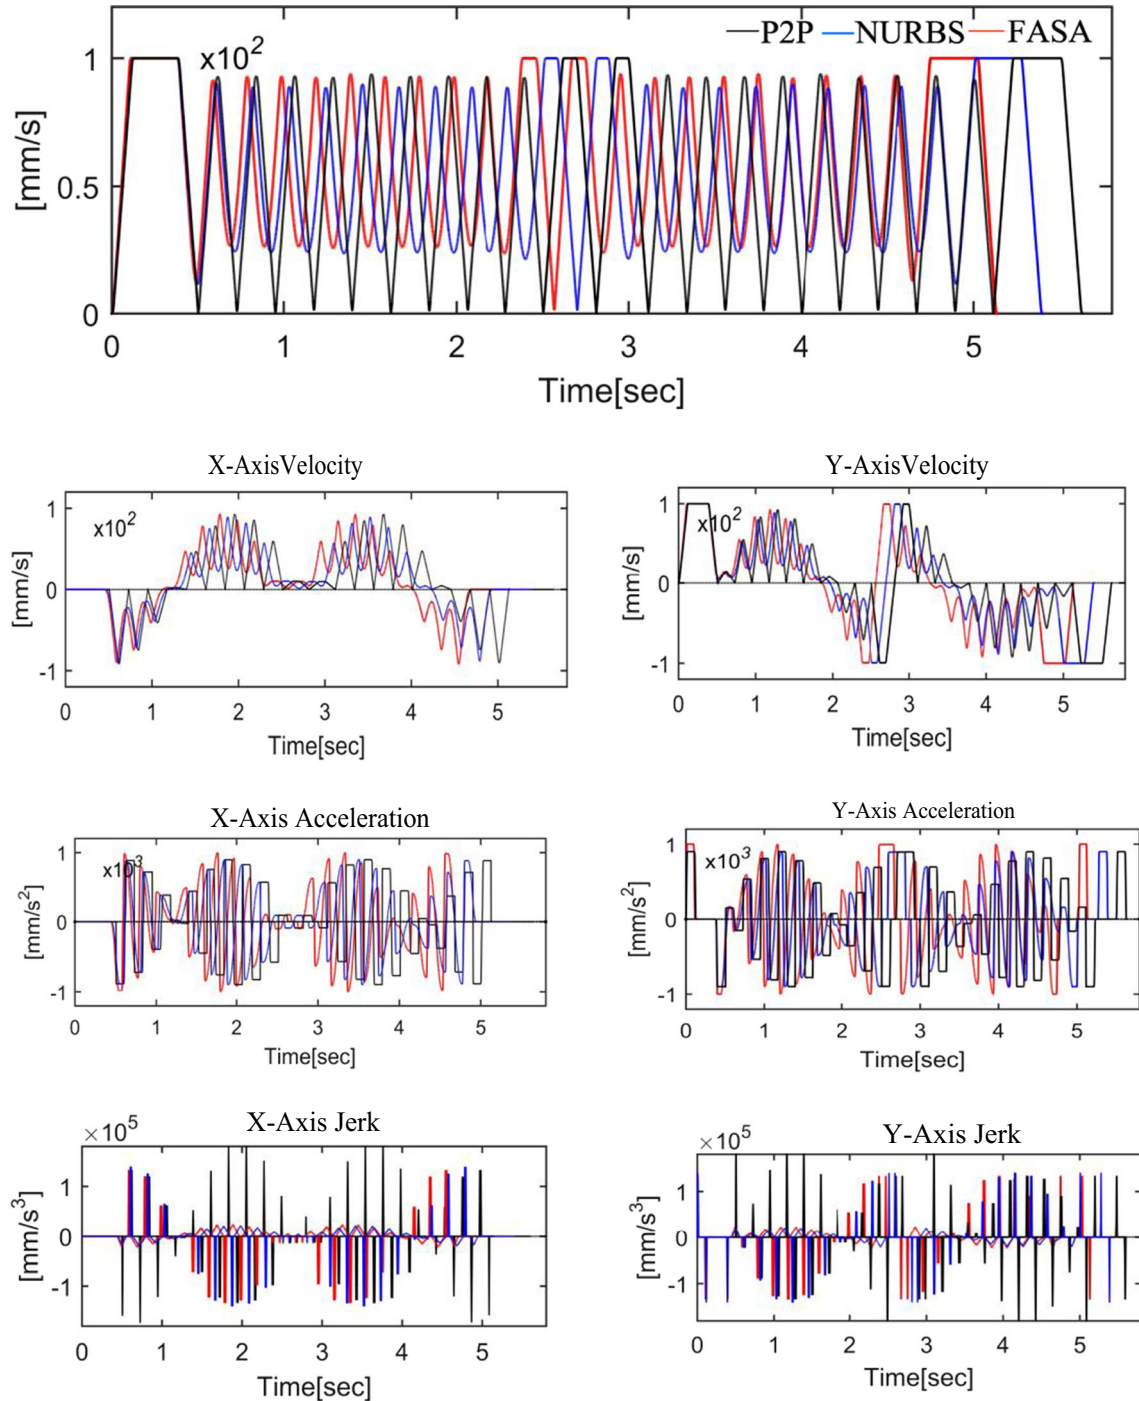 x10²
P2P NURBS FASA
1
0.5
0
[mm/s]
0 1 2 3 4 5
Time[sec]
X-AxisVelocity
x10²
1
0
-1
[mm/s]
0 1 2 3 4 5
Time[sec]
Y-AxisVelocity
x10²
1
0
-1
[mm/s]
0 1 2 3 4 5
Time[sec]
X-Axis Acceleration
x10³
1
0
-1
[mm/s²]
0 1 2 3 4 5
Time[sec]
Y-Axis Acceleration
x10³
1
0
-1
[mm/s²]
0 1 2 3 4 5
Time[sec]
X-Axis Jerk
×10⁵
1
0
-1
[mm/s³]
0 1 2 3 4 5
Time[sec]
Y-Axis Jerk
×10⁵
1
0
-1
[mm/s³]
0 1 2 3 4 5
Time[sec]